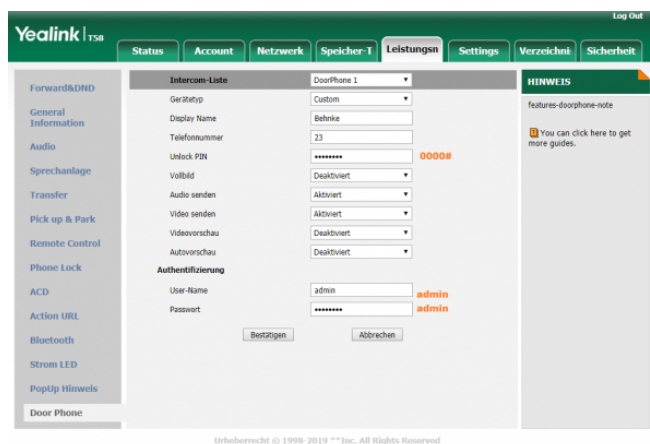 Log Out
Yealink | T58
Status Account Netzwerk Speicher-T Leistungsn Settings Verzeichni: Sicherheit
Forward&DND
General
Information
Audio
Sprechanlage
Transfer
Pick up & Park
Remote Control
Phone Lock
ACD
Action URL
Bluetooth
Strom LED
PopUp Hinweis
Door Phone
Intercom-Liste DoorPhone 1
Gerätetyp Custom
Display Name Behnke
Telefonnummer 23
Unlock PIN •••••••• 0000#
Vollbild Deaktiviert
Audio senden Aktiviert
Video senden Aktiviert
Videovorschau Deaktiviert
Autovorschau Deaktiviert
Authentifizierung
User-Name admin admin
Passwort •••••••• admin
Bestätigen Abbrechen
HINWEIS
features-doorphone-note
You can click here to get
more guides.
Urheberrecht © 1998-2019 **Inc. All Rights Reserved